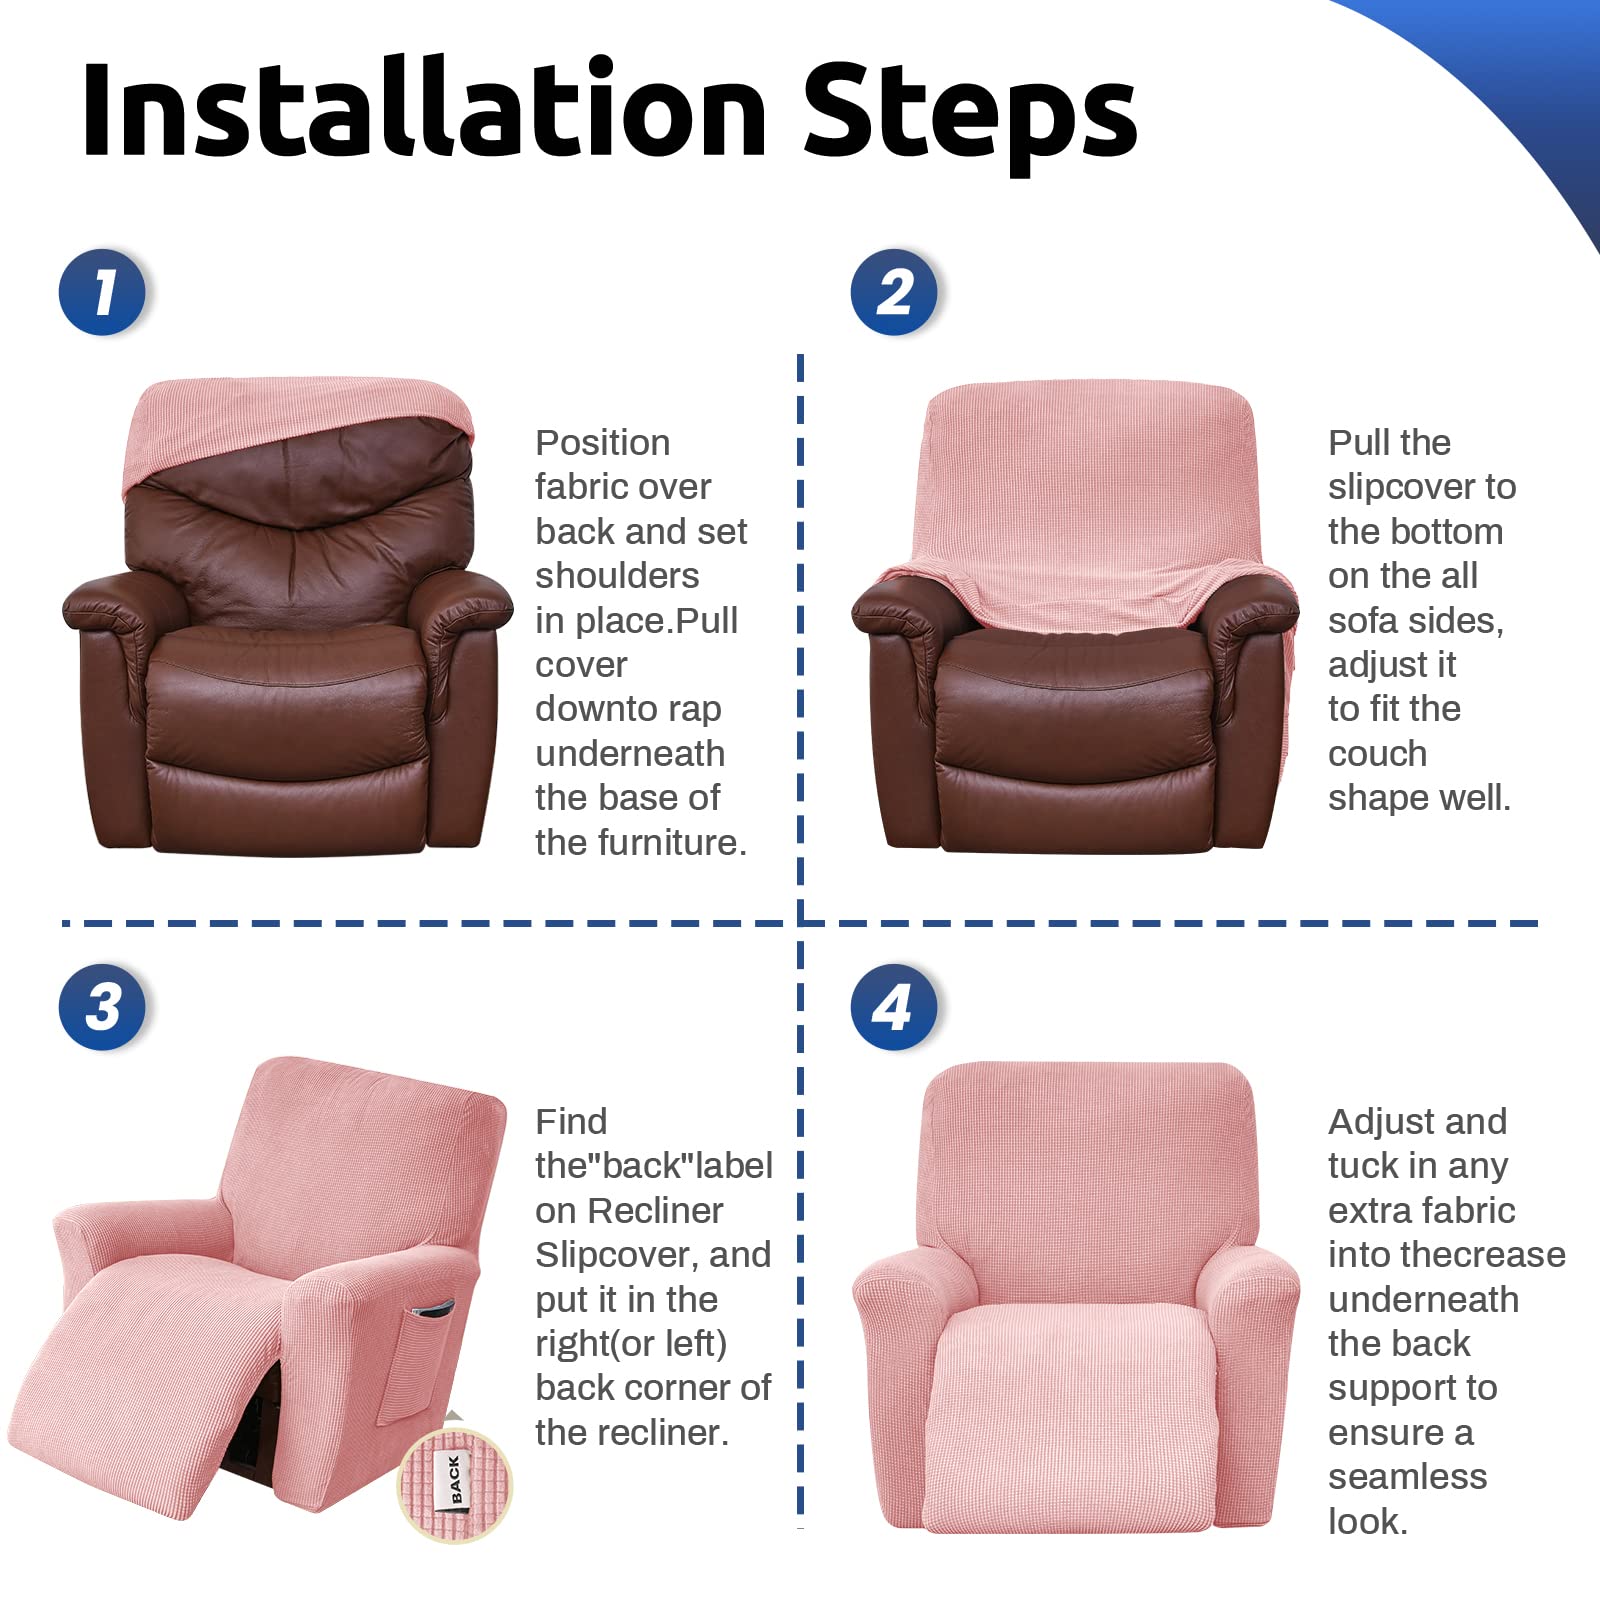 Installation Steps
1
Position
fabric over
back and set
shoulders
in place.Pull
cover
downto rap
underneath
the base of
the furniture.
2
Pull the
slipcover to
the bottom
on the all
sofa sides,
adjust it
to fit the
couch
shape well.
3
Find
the"back"label
on Recliner
Slipcover, and
put it in the
right(or left)
back corner of
the recliner.
BACK
4
Adjust and
tuck in any
extra fabric
into thecrease
underneath
the back
support to
ensure a
seamless
look.